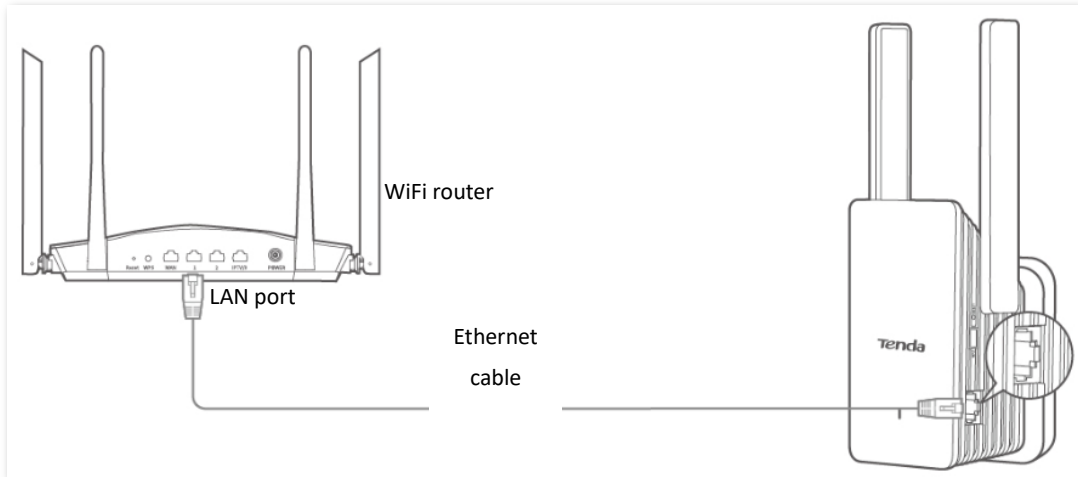 WiFi router
Reset WPS WAN 1 2 IPTV/3 POWER
LAN port
Ethernet
cable
Tenda